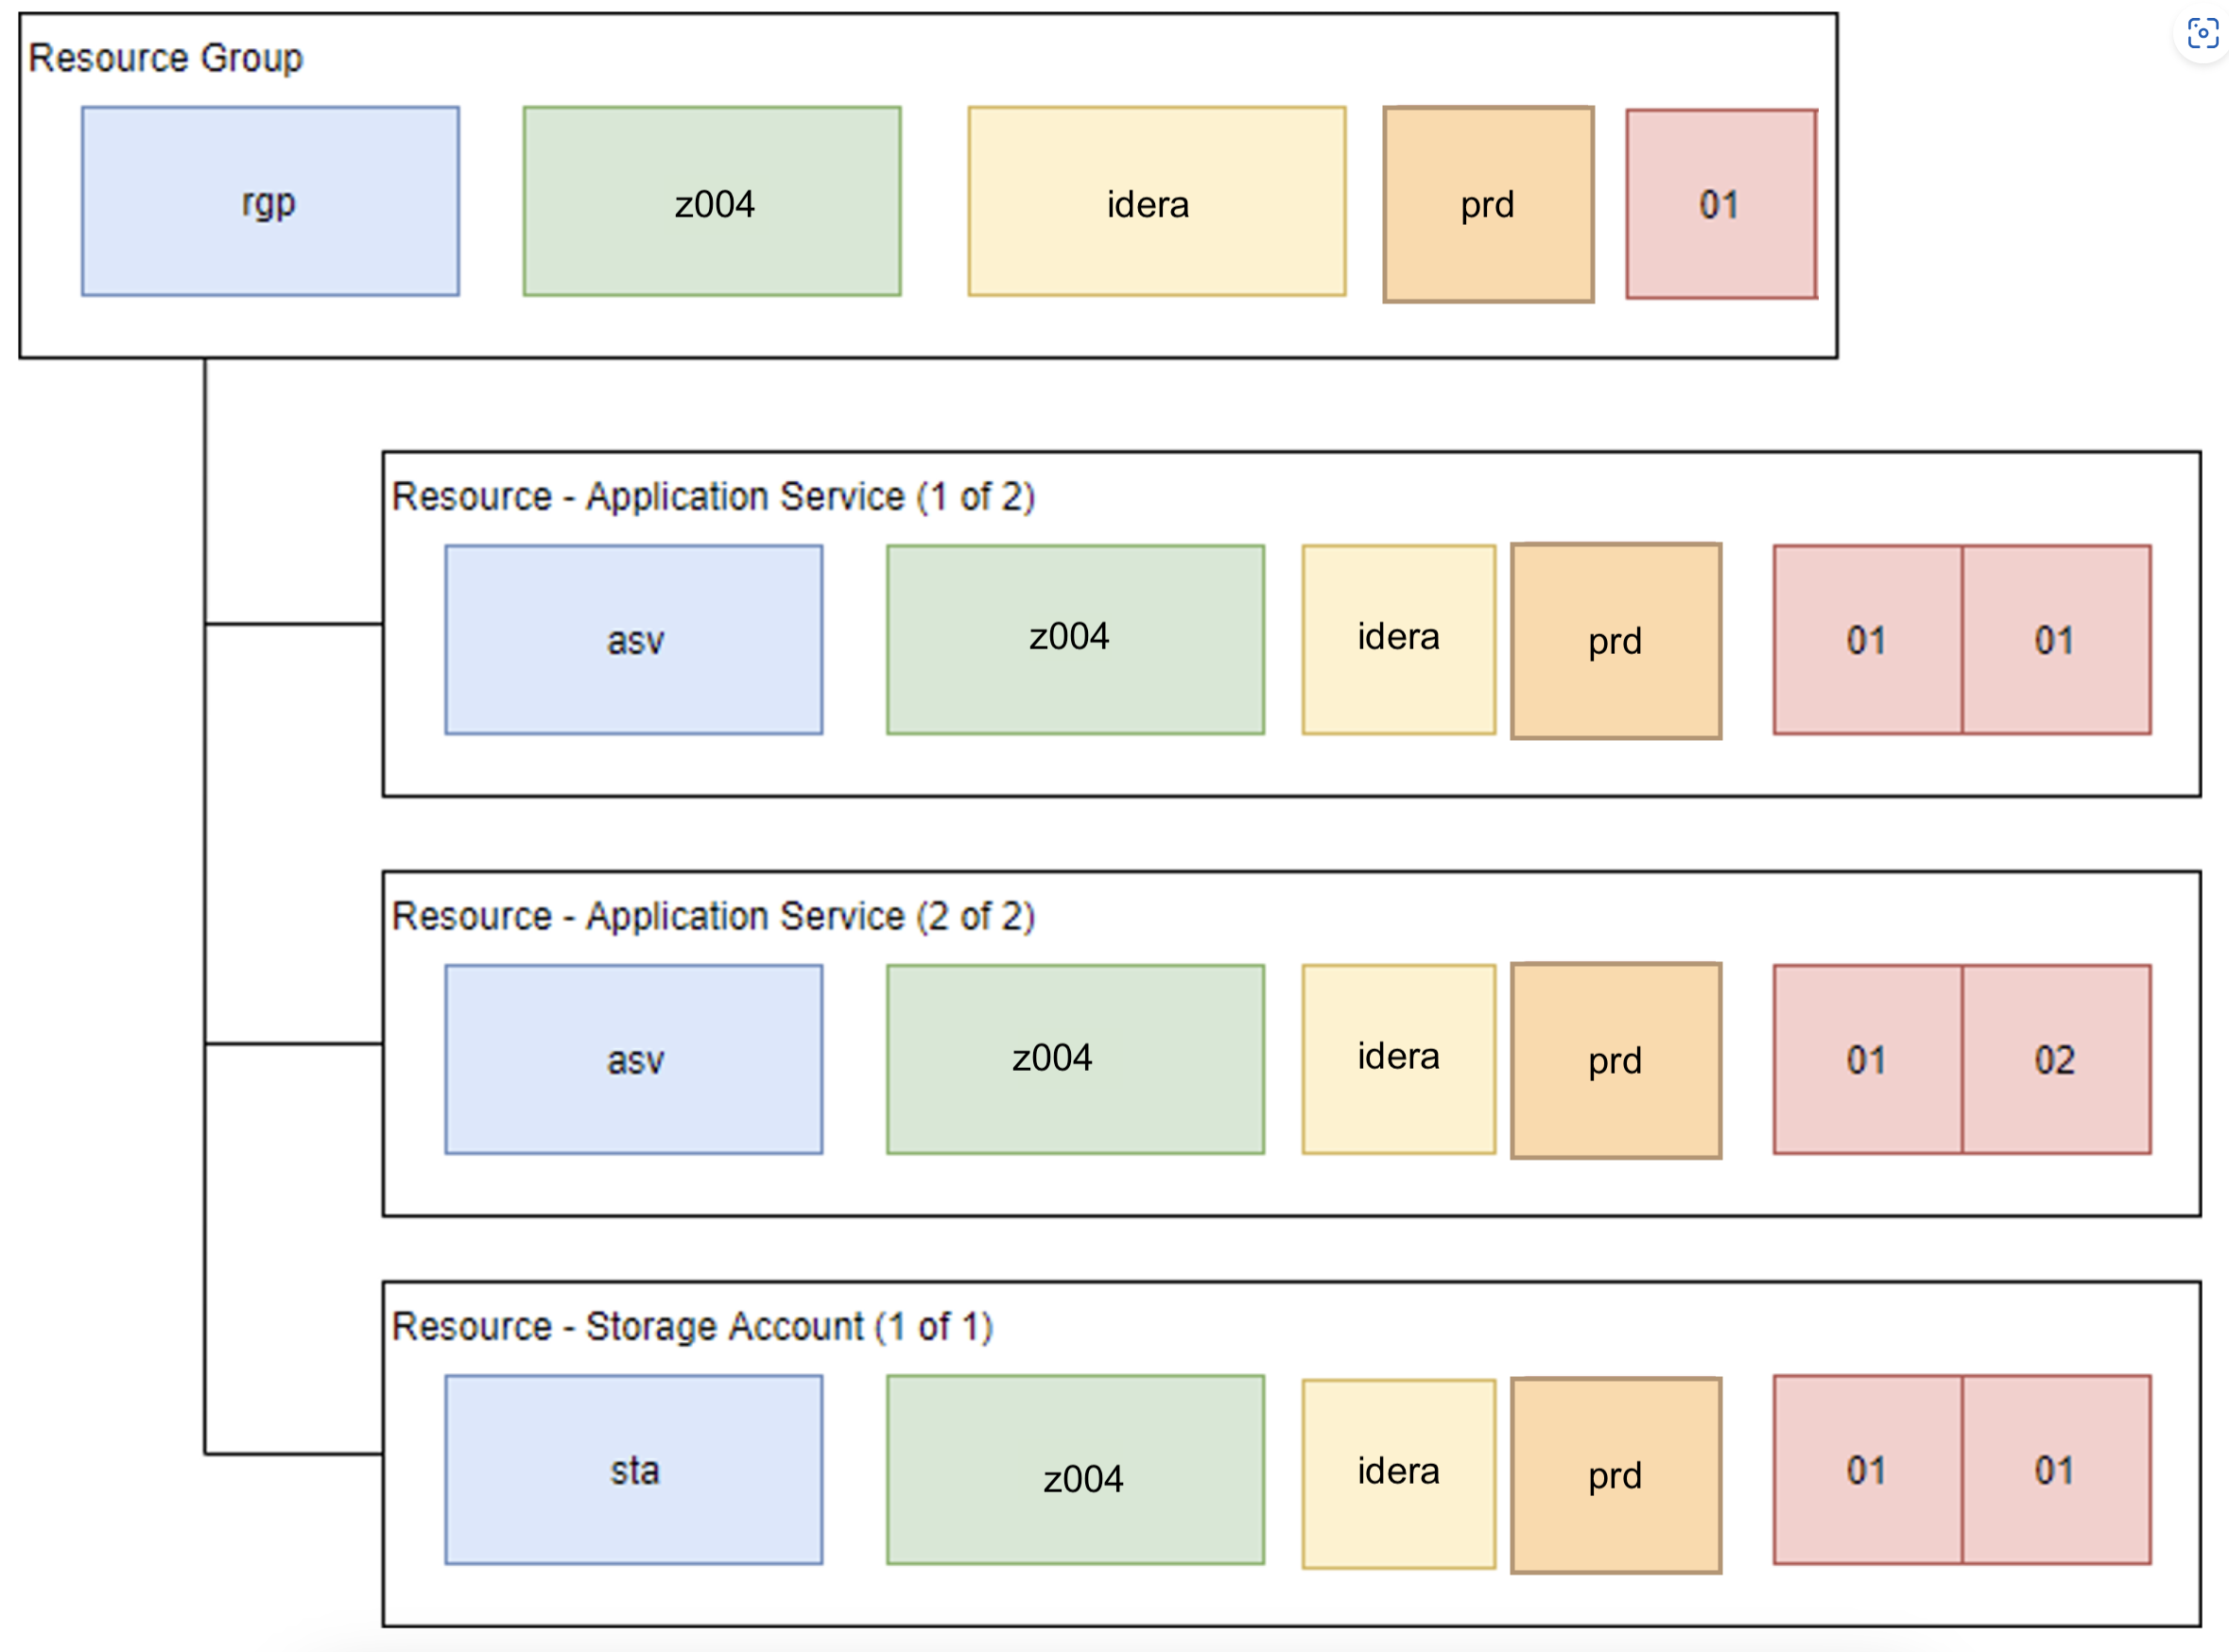 Resource Group
rgp z004 idera prd 01
Resource - Application Service (1 of 2)
asv z004 idera prd 01 01
Resource - Application Service (2 of 2)
asv z004 idera prd 01 02
Resource - Storage Account (1 of 1)
sta z004 idera prd 01 01